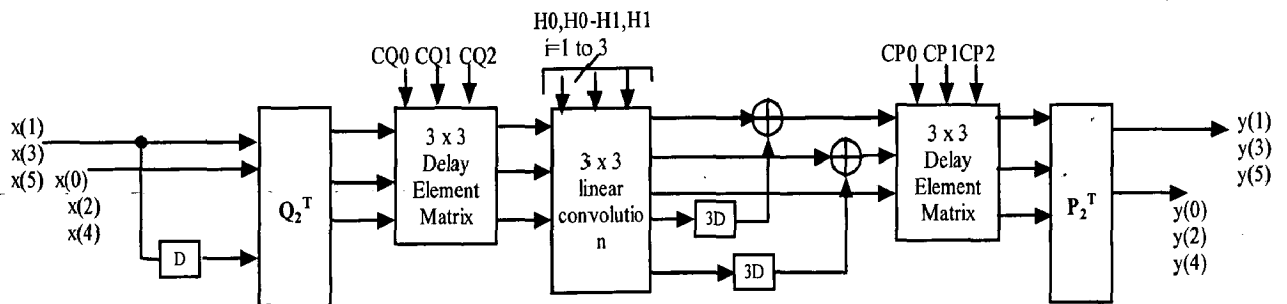 H0,H0-H1,H1
i=1 to 3
CQ0 CQ1 CQ2
CP0 CP1CP2
x(1)
x(3)
x(5)
x(0)
x(2)
x(4)
D
Q₂ᵀ
3 x 3
Delay
Element
Matrix
3 x 3
linear
convolutio
n
3D
3D
3 x 3
Delay
Element
Matrix
P₂ᵀ
y(1)
y(3)
y(5)
y(0)
y(2)
y(4)